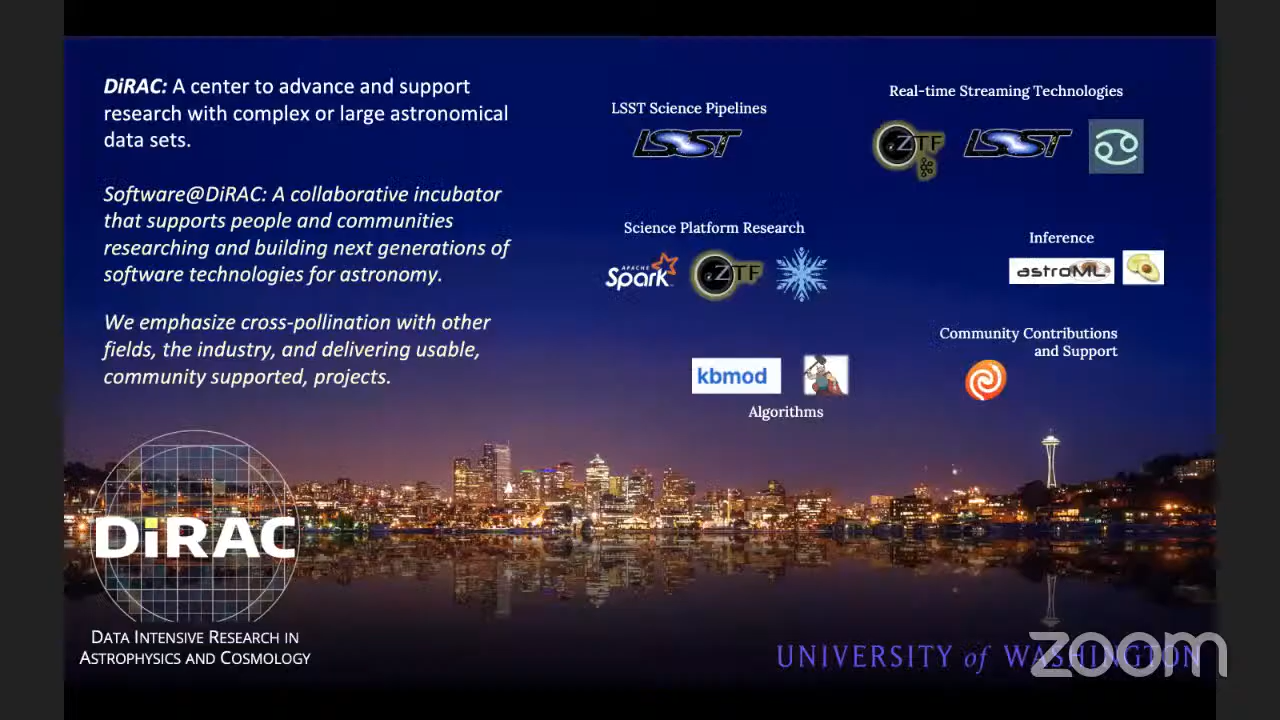 DiRAC: A center to advance and support
research with complex or large astronomical
data sets.
Software@DiRAC: A collaborative incubator
that supports people and communities
researching and building next generations of
software technologies for astronomy.
We emphasize cross-pollination with other
fields, the industry, and delivering usable,
community supported, projects.
LSST Science Pipelines
LSST
Real-time Streaming Technologies
ZTF
LSST
Science Platform Research
APACHE
Spark
ZTF
Inference
astroML
Community Contributions
and Support
kbmod
Algorithms
DiRAC
DATA INTENSIVE RESEARCH IN
ASTROPHYSICS AND COSMOLOGY
UNIVERSITY of WASHINGTON
zoom